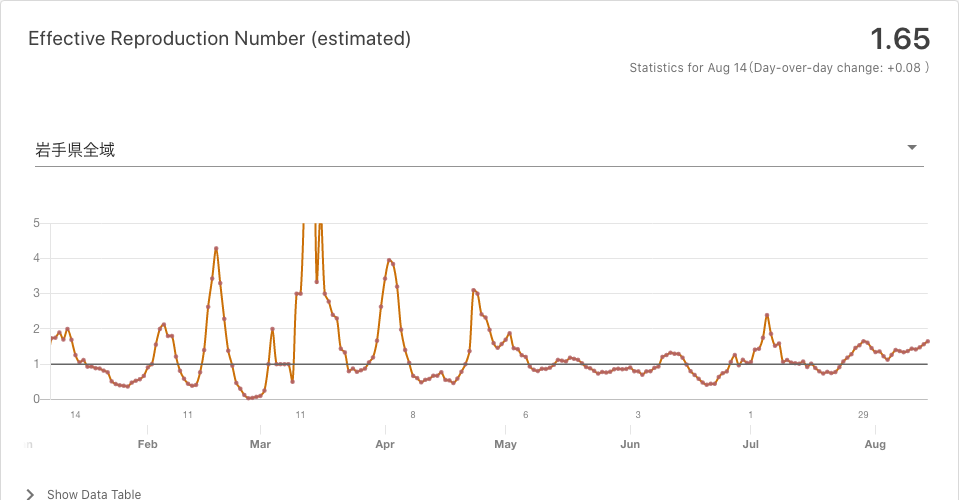 Effective Reproduction Number (estimated)
1.65
Statistics for Aug 14(Day-over-day change: +0.08 )
岩手県全域
5
4
3
2
1
0
14 11 11 8 6 3 1 29
Feb Mar Apr May Jun Jul Aug
Show Data Table